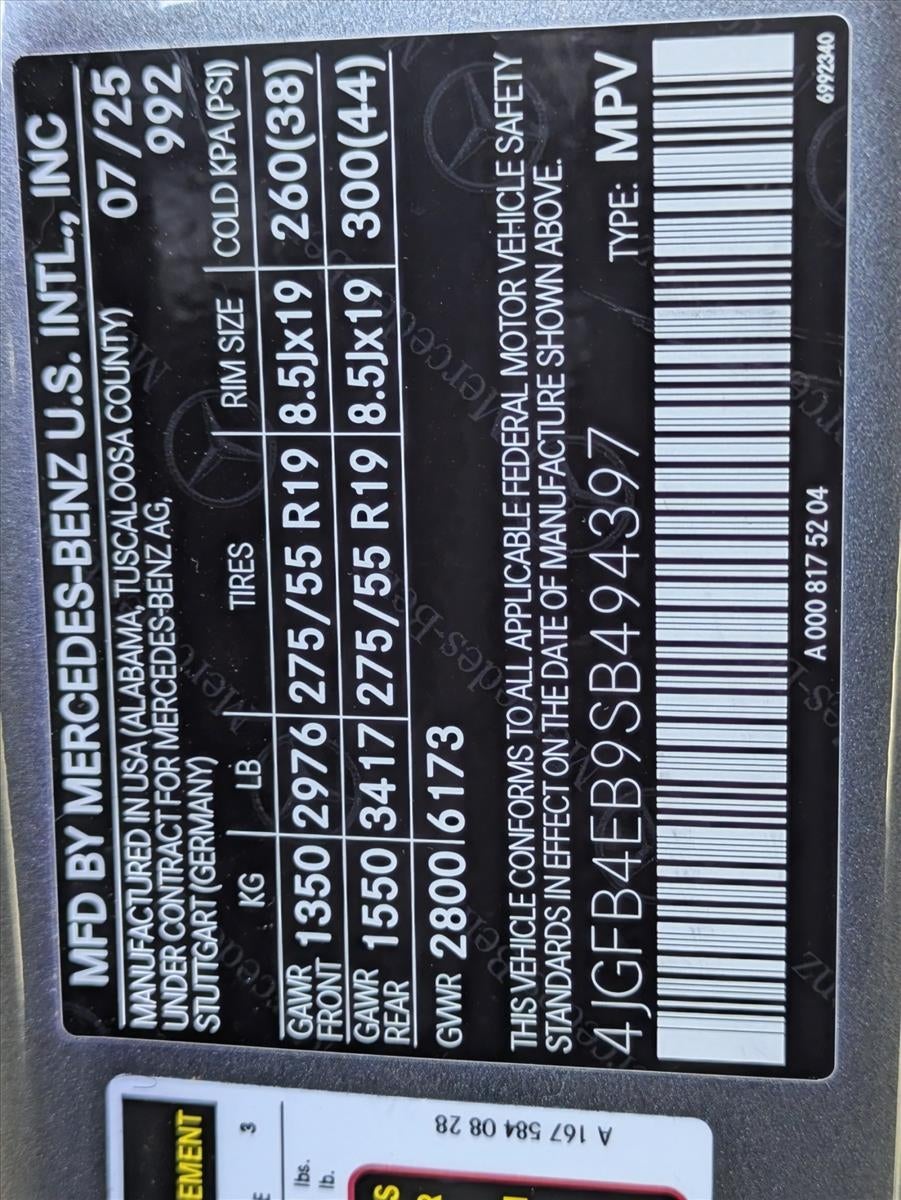 MFD BY MERCEDES-BENZ U.S. INTL., INC
MANUFACTURED IN USA (ALABAMA, TUSCALOOSA COUNTY) 07/25
UNDER CONTRACT FOR MERCEDES-BENZ AG, 992
STUTTGART (GERMANY)
KG LB TIRES RIM SIZE COLD KPA(PSI)
GAWR FRONT 1350 2976 275/55 R19 8.5Jx19 260(38)
GAWR REAR 1550 3417 275/55 R19 8.5Jx19 300(44)
GVWR 2800 6173
THIS VEHICLE CONFORMS TO ALL APPLICABLE FEDERAL MOTOR VEHICLE SAFETY
STANDARDS IN EFFECT ON THE DATE OF MANUFACTURE SHOWN ABOVE.
4JGFB4EB9SB494397 TYPE: MPV
A 000 817 52 04
6992340
EMENT
3
lbs.
lb.
A 167 584 08 28